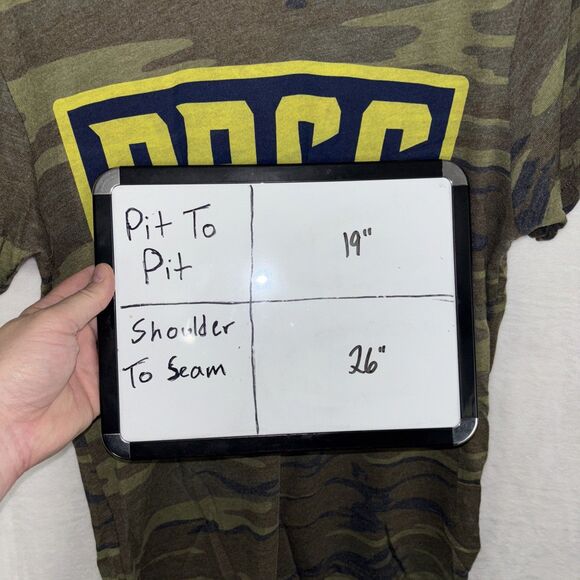 Pit To
Pit
19"
Shoulder
To Seam
26"